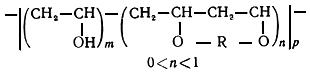 –|(CH₂–CH)–(CH₂–CH–CH₂–CH)ₙ|–ₚ
OH ₘ O – R – O
0<n<1